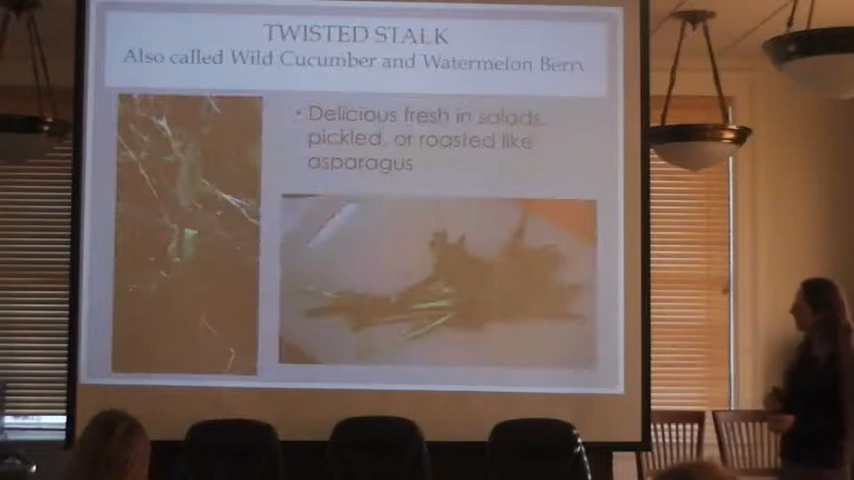 TWISTED STALK
Also called Wild Cucumber and Watermelon Berry
• Delicious fresh in salads,
pickled, or roasted like
asparagus